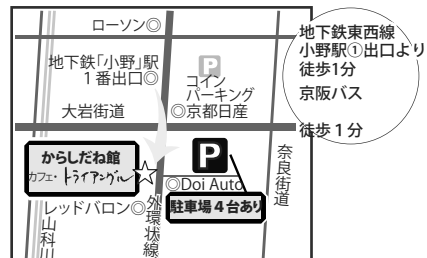 ローソン◎
地下鉄「小野」駅
１番出口◎
P
コイン
パーキング
大岩街道
◎京都日産
からしだね館
カフェ・トライアングル
☆
P
◎Doi Auto
駐車場４台あり
奈良街道
レッドバロン◎
外環状線
山科川
地下鉄東西線
小野駅①出口より
徒歩1分
京阪バス
徒歩１分